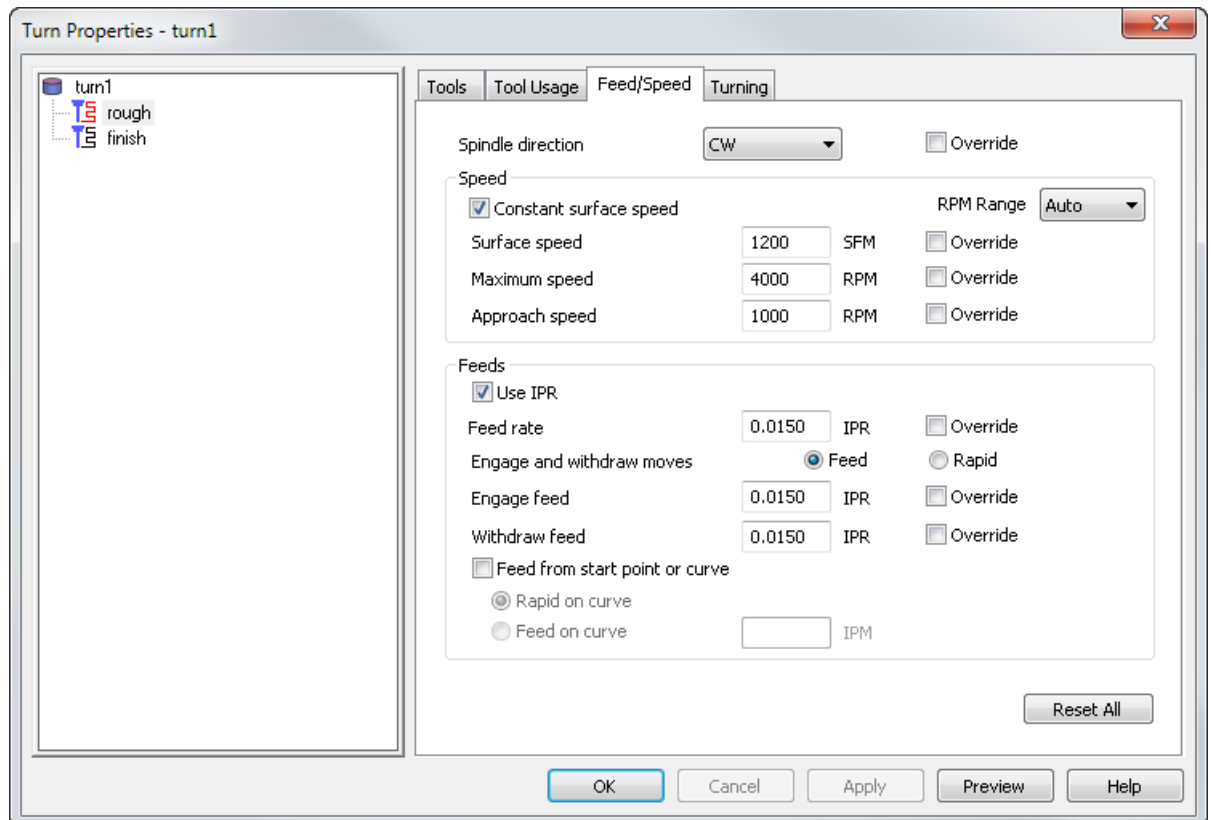 Turn Properties - turn1
turn1
rough
finish
Tools Tool Usage Feed/Speed Turning
Spindle direction CW Override
Speed
Constant surface speed RPM Range Auto
Surface speed 1200 SFM Override
Maximum speed 4000 RPM Override
Approach speed 1000 RPM Override
Feeds
Use IPR
Feed rate 0.0150 IPR Override
Engage and withdraw moves Feed Rapid
Engage feed 0.0150 IPR Override
Withdraw feed 0.0150 IPR Override
Feed from start point or curve
Rapid on curve
Feed on curve IPM
Reset All
OK Cancel Apply Preview Help